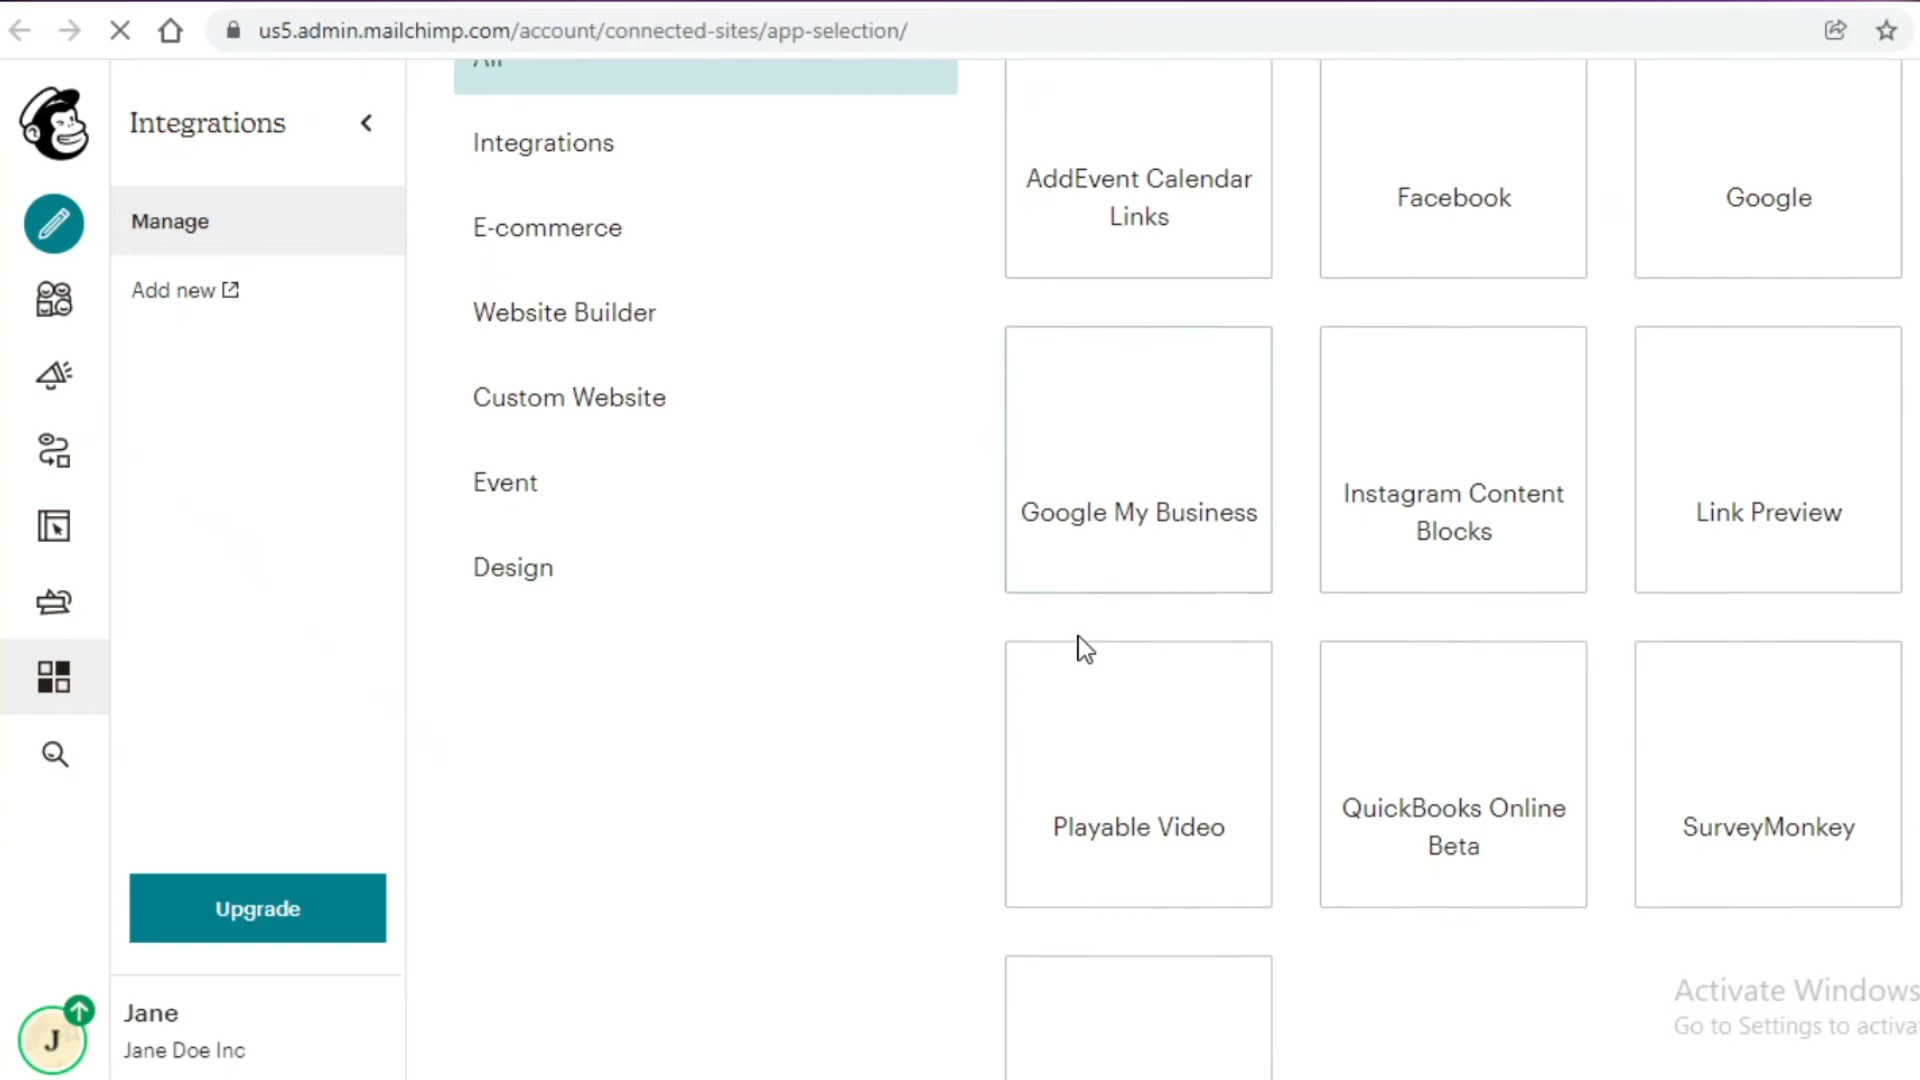 us5.admin.mailchimp.com/account/connected-sites/app-selection/
Integrations
Manage
Add new
Upgrade
J
Jane
Jane Doe Inc
All
Integrations
E-commerce
Website Builder
Custom Website
Event
Design
AddEvent Calendar
Links
Facebook
Google
Google My Business
Instagram Content
Blocks
Link Preview
Playable Video
QuickBooks Online
Beta
SurveyMonkey
Activate Windows
Go to Settings to activa